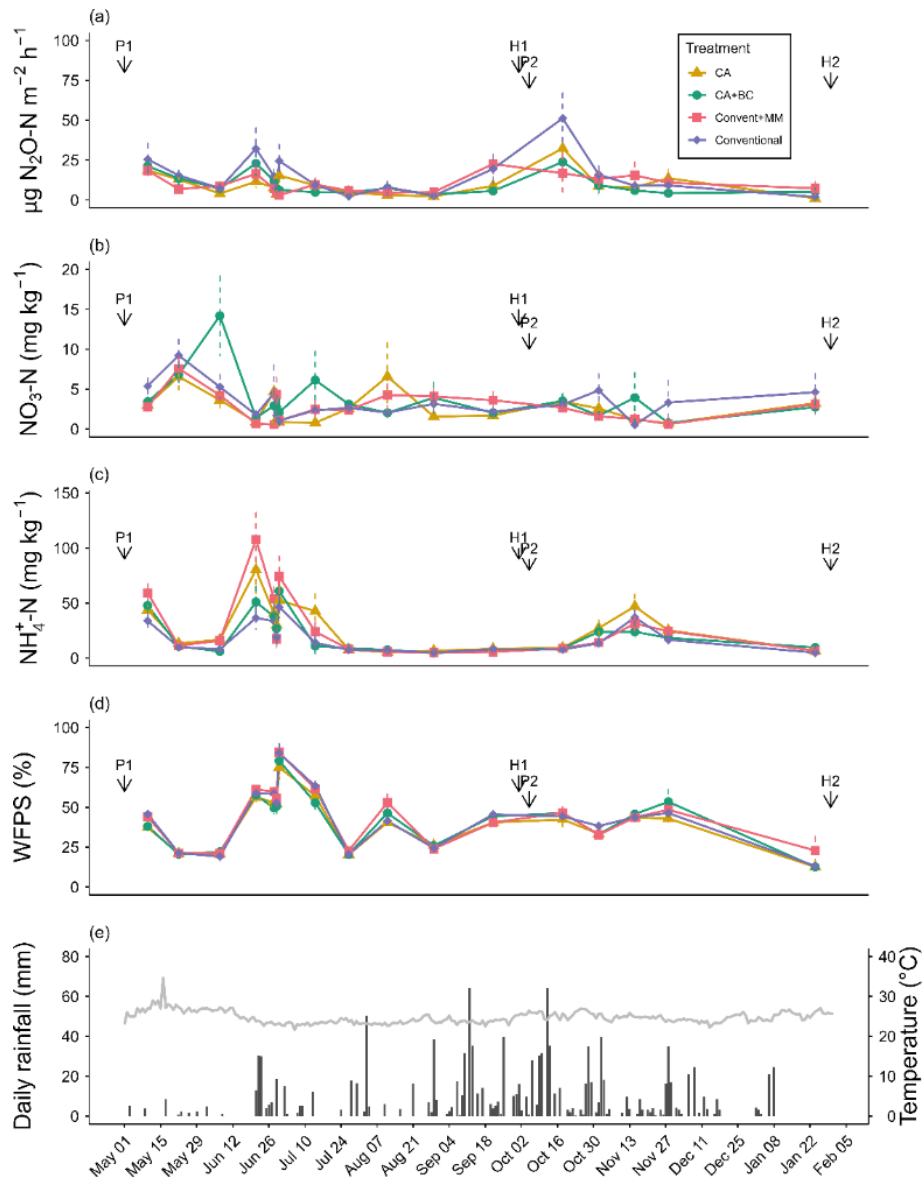 (a)
µg N₂O-N m⁻² h⁻¹
100
75
50
25
0
P1
H1
P2
H2
Treatment
CA
CA+BC
Convent+MM
Conventional
(b)
NO₃-N (mg kg⁻¹)
20
15
10
5
0
P1
H1
P2
H2
(c)
NH₄⁺-N (mg kg⁻¹)
150
100
50
0
P1
H1
P2
H2
(d)
WFPS (%)
100
75
50
25
0
P1
H1
P2
H2
(e)
Daily rainfall (mm)
80
60
40
20
0
Temperature (°C)
40
30
20
10
0
May 01
May 15
May 29
Jun 12
Jun 26
Jul 10
Jul 24
Aug 07
Aug 21
Sep 04
Sep 18
Oct 02
Oct 16
Oct 30
Nov 13
Nov 27
Dec 11
Dec 25
Jan 08
Jan 22
Feb 05